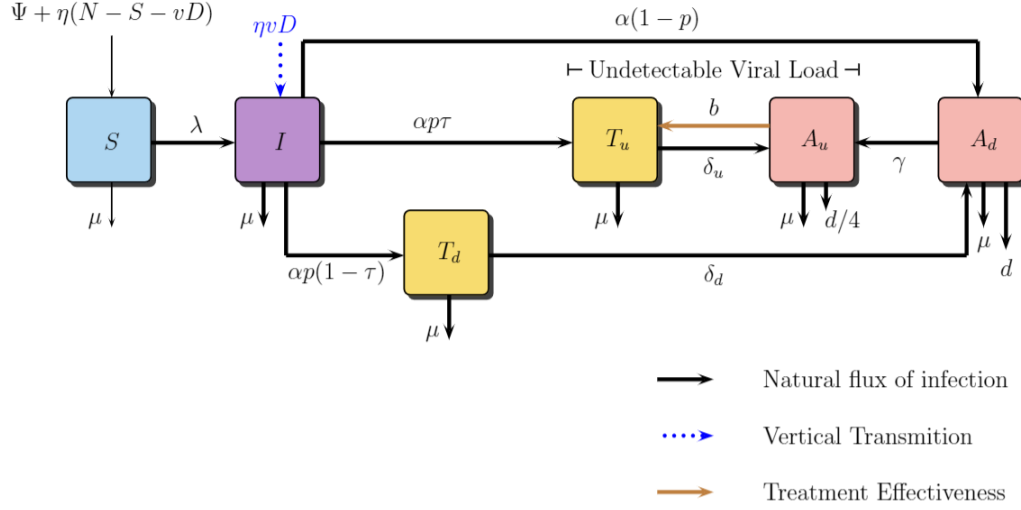 Ψ + η(N − S − vD)
ηvD
α(1 − p)
Undetectable Viral Load
S
λ
I
αpτ
T_u
b
δ_u
A_u
γ
A_d
μ
μ
μ
μ
d/4
μ
d
αp(1 − τ)
T_d
δ_d
μ
Natural flux of infection
Vertical Transmition
Treatment Effectiveness